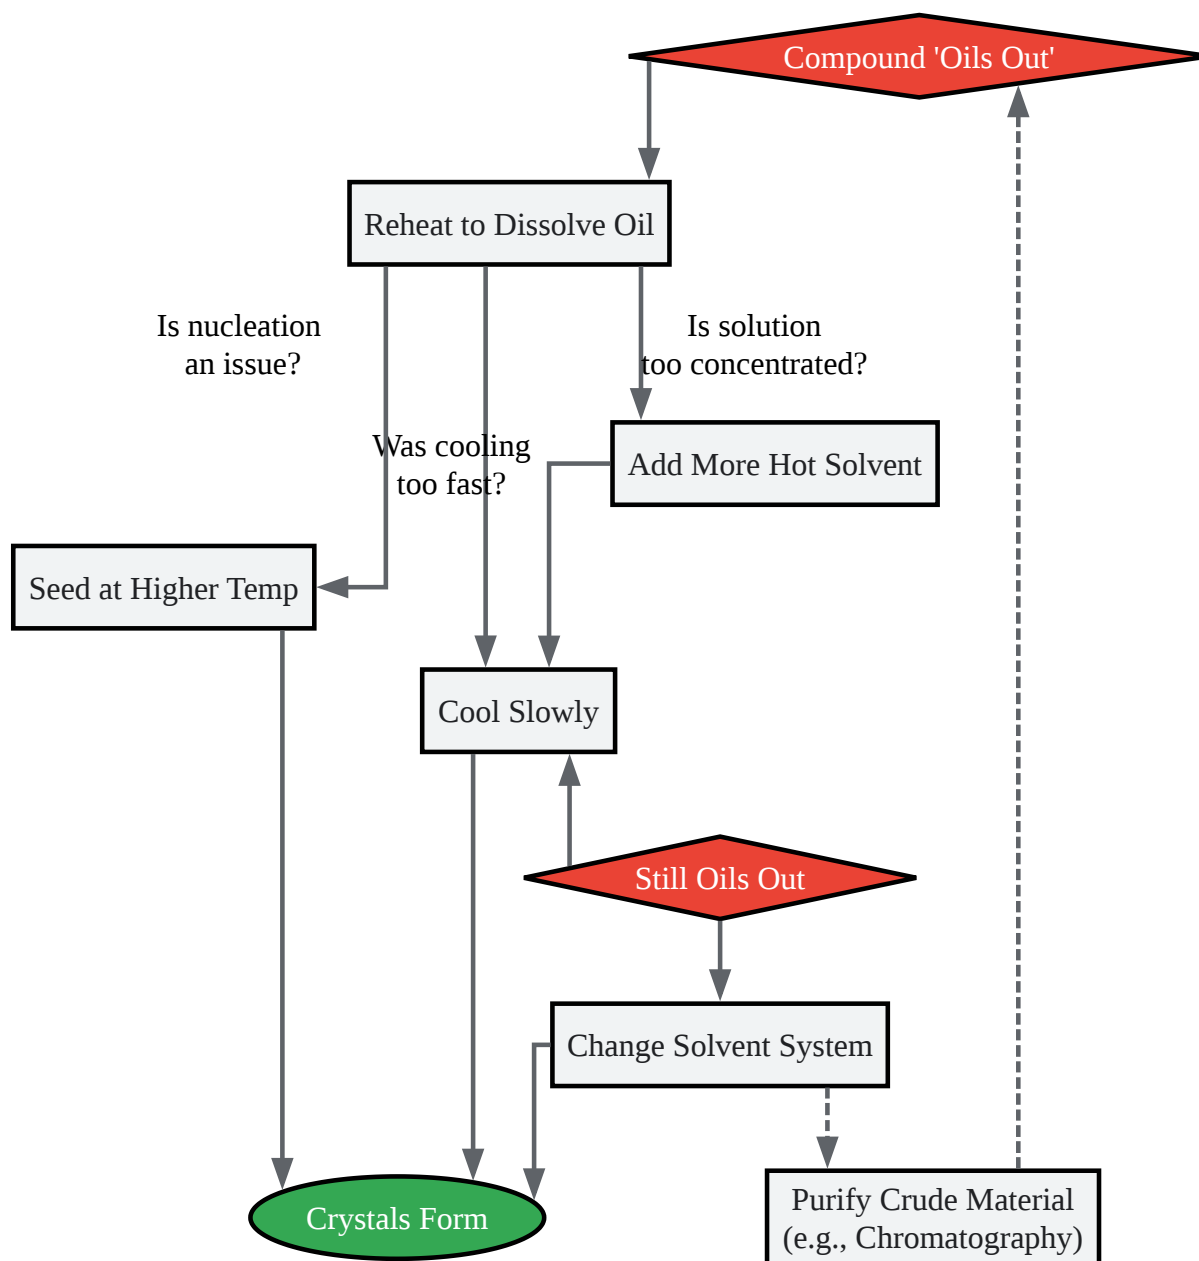 Compound 'Oils Out'
Reheat to Dissolve Oil
Is nucleation
an issue?
Is solution
too concentrated?
Was cooling
too fast?
Add More Hot Solvent
Seed at Higher Temp
Cool Slowly
Still Oils Out
Change Solvent System
Purify Crude Material
(e.g., Chromatography)
Crystals Form